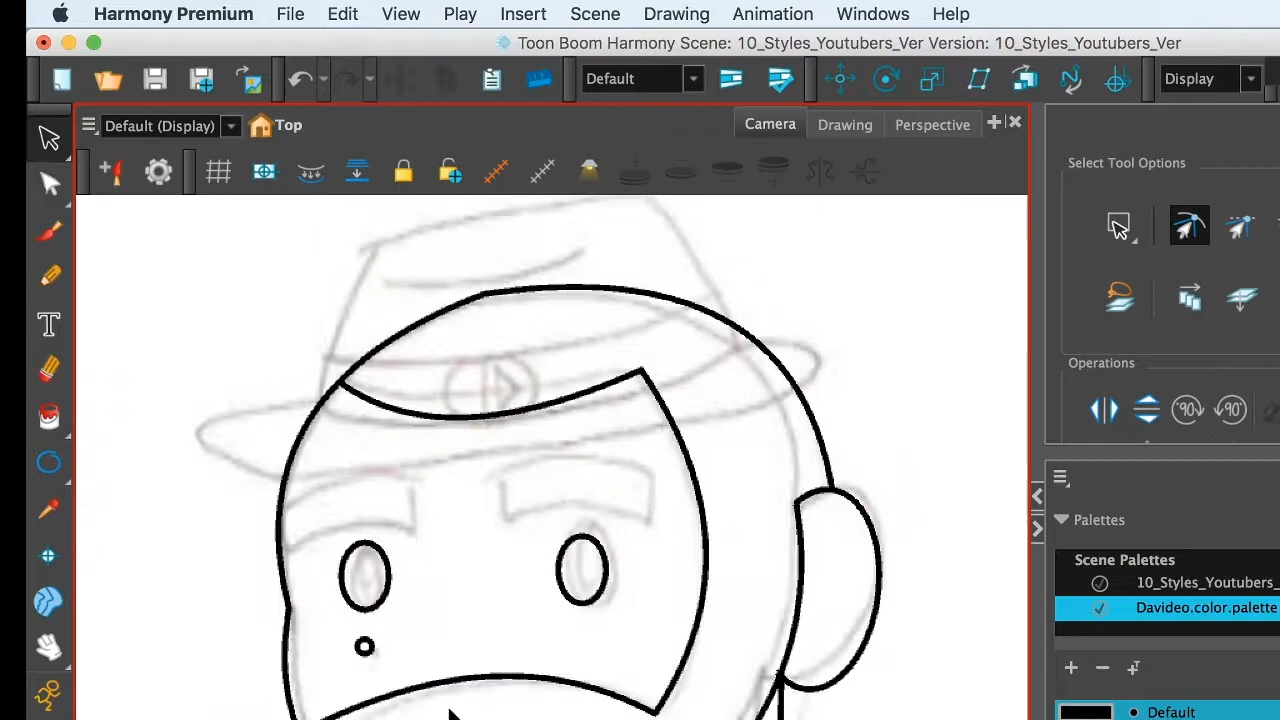 Harmony Premium File Edit View Play Insert Scene Drawing Animation Windows Help
Toon Boom Harmony Scene: 10_Styles_Youtubers_Ver Version: 10_Styles_Youtubers_Ver
Default Display
Default (Display) Top Camera Drawing Perspective
Select Tool Options
Operations
90° 90°
Palettes
Scene Palettes
10_Styles_Youtubers_
Davideo.color.palette
Default